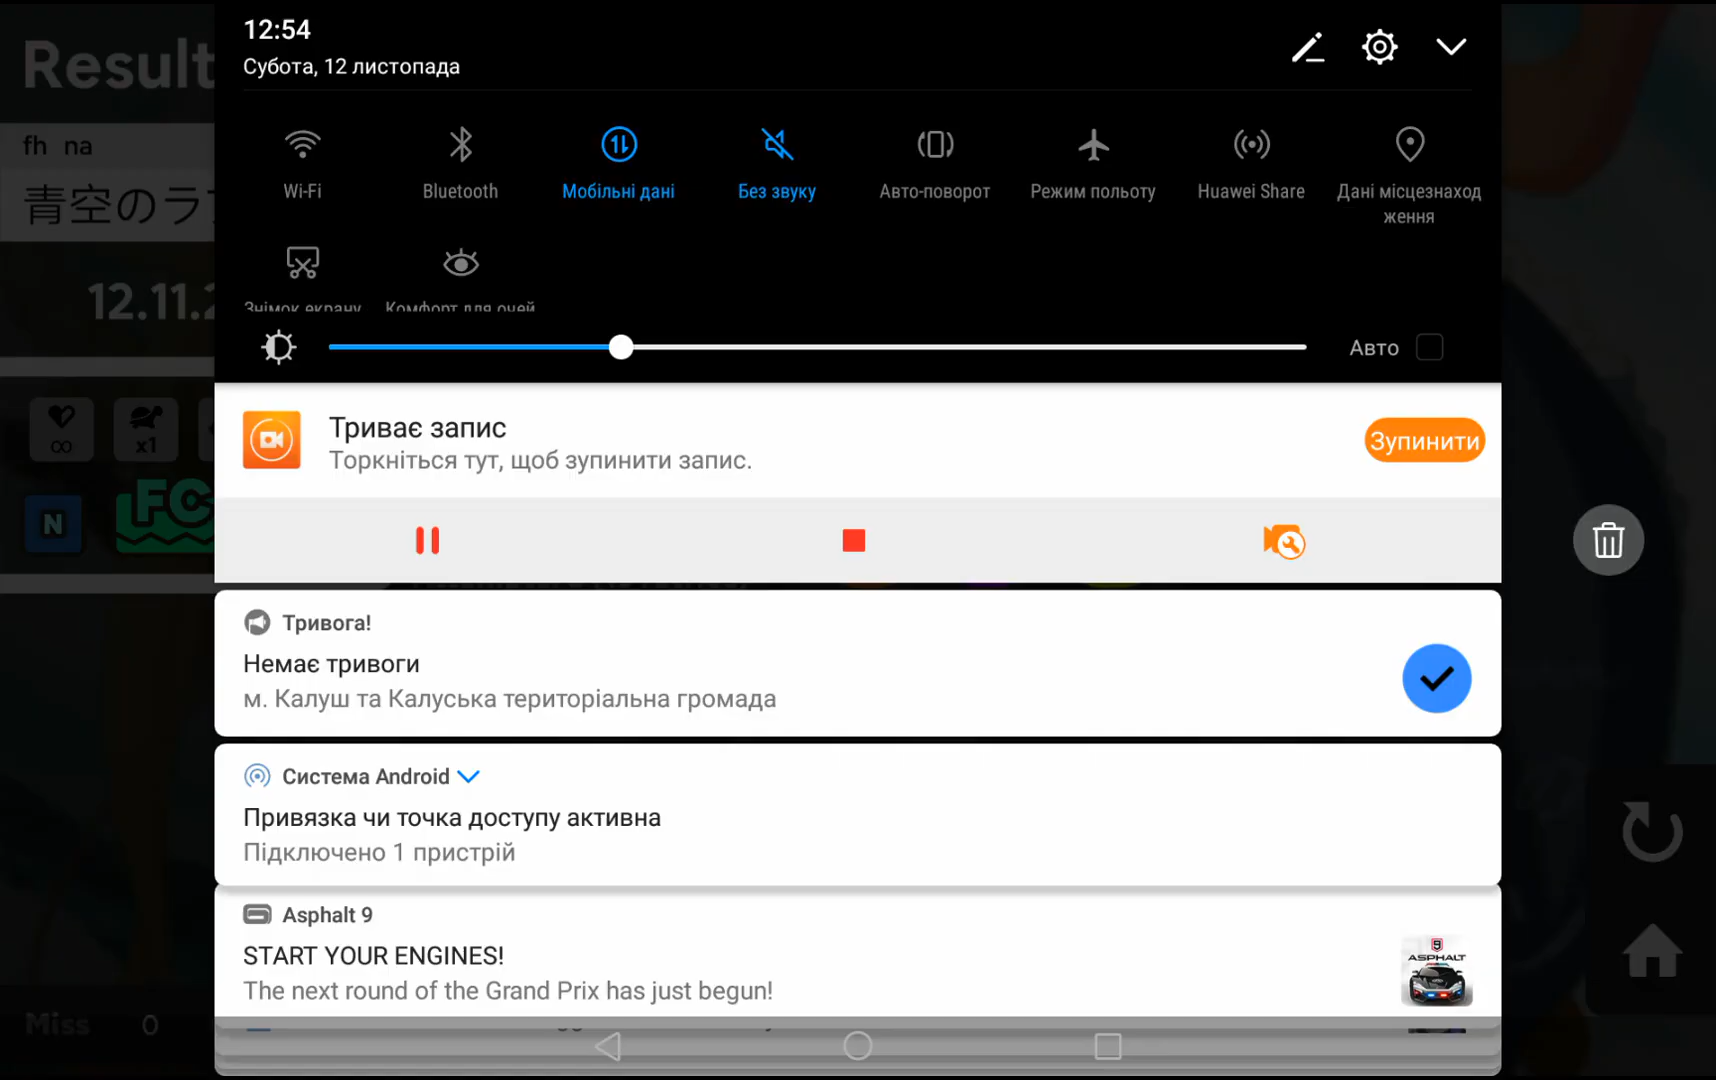 Result
12:54
Субота, 12 листопада
fh na
青空のラ
Wi-Fi
Bluetooth
Мобільні дані
Без звуку
Авто-поворот
Режим польоту
Huawei Share
Дані місцезнаход
ження
12.11.2
Знімок екрану
Комфорт для очей
Авто
∞
x1
N
FC
Триває запис
Торкніться тут, щоб зупинити запис.
Зупинити
Тривога!
Немає тривоги
м. Калуш та Калуська територіальна громада
Система Android
Прив​язка чи точка доступу активна
Підключено 1 пристрій
Asphalt 9
START YOUR ENGINES!
The next round of the Grand Prix has just begun!
9
ASPHALT
Miss 0